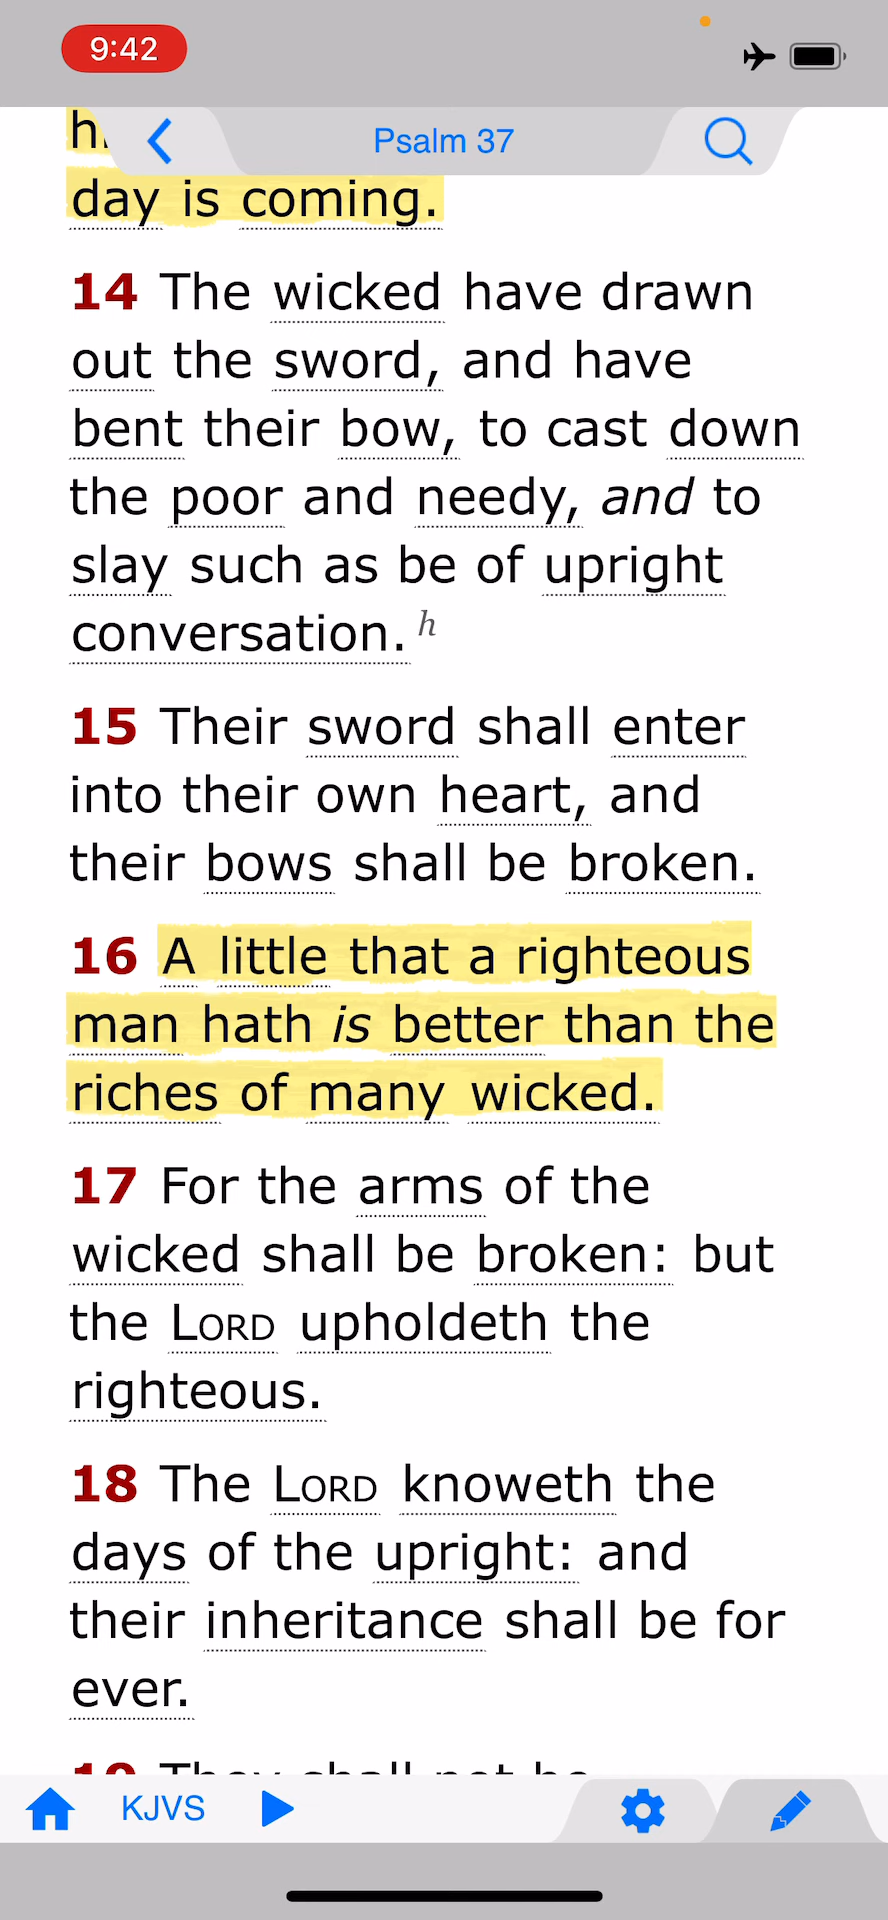 9:42
Psalm 37
day is coming.
14 The wicked have drawn
out the sword, and have
bent their bow, to cast down
the poor and needy, and to
slay such as be of upright
conversation. h
15 Their sword shall enter
into their own heart, and
their bows shall be broken.
16 A little that a righteous
man hath is better than the
riches of many wicked.
17 For the arms of the
wicked shall be broken: but
the LORD upholdeth the
righteous.
18 The LORD knoweth the
days of the upright: and
their inheritance shall be for
ever.
19 They shall not be
KJVS